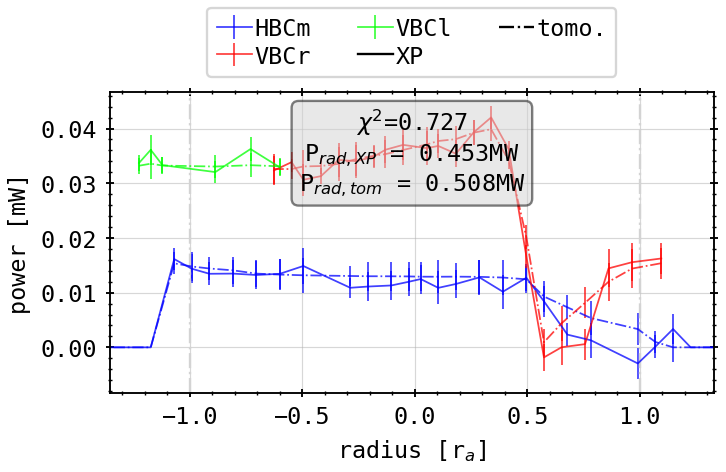 HBCm VBCl tomo.
VBCr XP
χ²=0.727
P_rad,XP = 0.453MW
P_rad,tom = 0.508MW
power [mW]
0.04
0.03
0.02
0.01
0.00
−1.0 −0.5 0.0 0.5 1.0
radius [r_a]